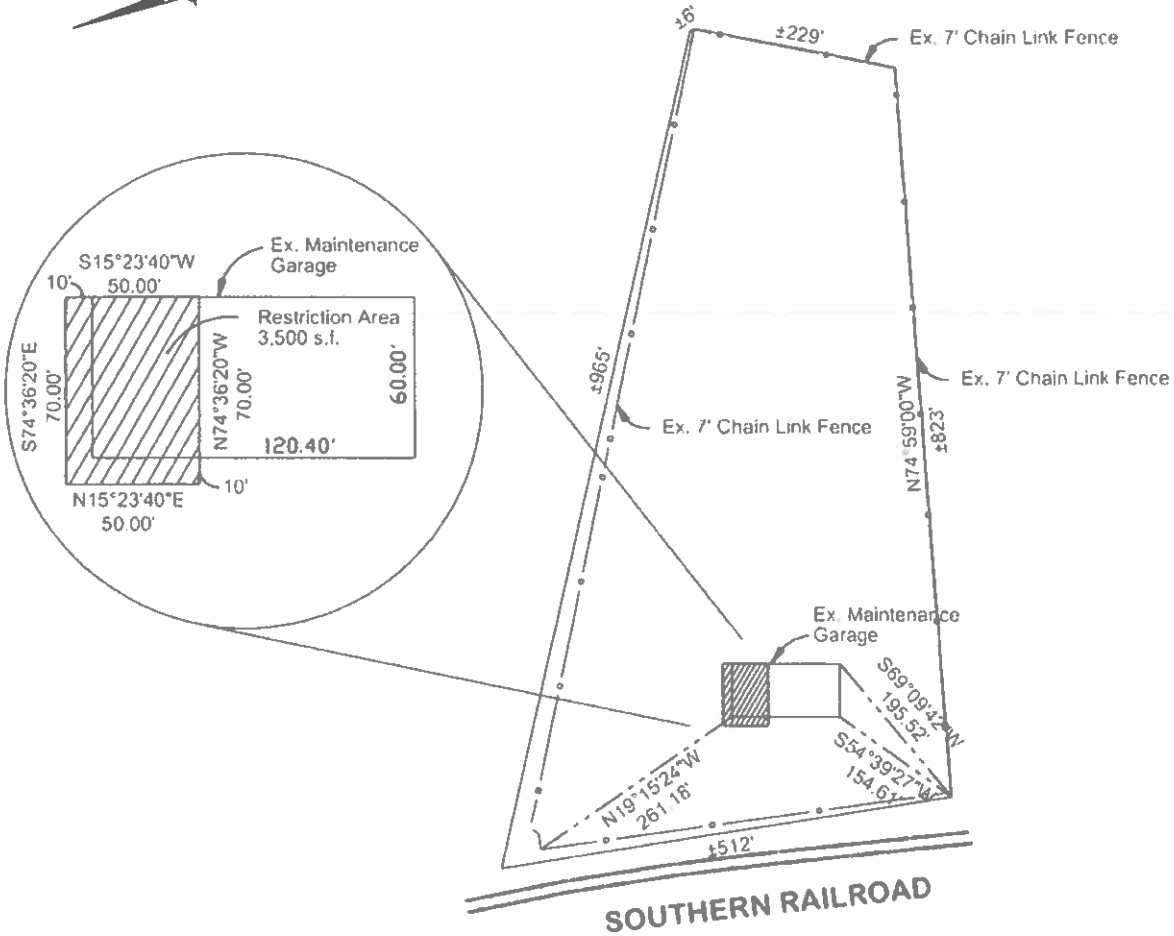 ±6'
±229'
Ex. 7' Chain Link Fence
S15°23'40"W
50.00'
Ex. Maintenance
Garage
10'
Restriction Area
3,500 s.f.
S74°36'20"E
70.00'
N74°36'20"W
70.00'
60.00'
120.40'
10'
N15°23'40"E
50.00'
±965'
Ex. 7' Chain Link Fence
Ex. 7' Chain Link Fence
N74°59'00"W
±823'
Ex. Maintenance
Garage
S69°09'42"W
195.52'
S54°39'27"W
154.61'
N19°15'24"W
261.18'
±512'
SOUTHERN RAILROAD